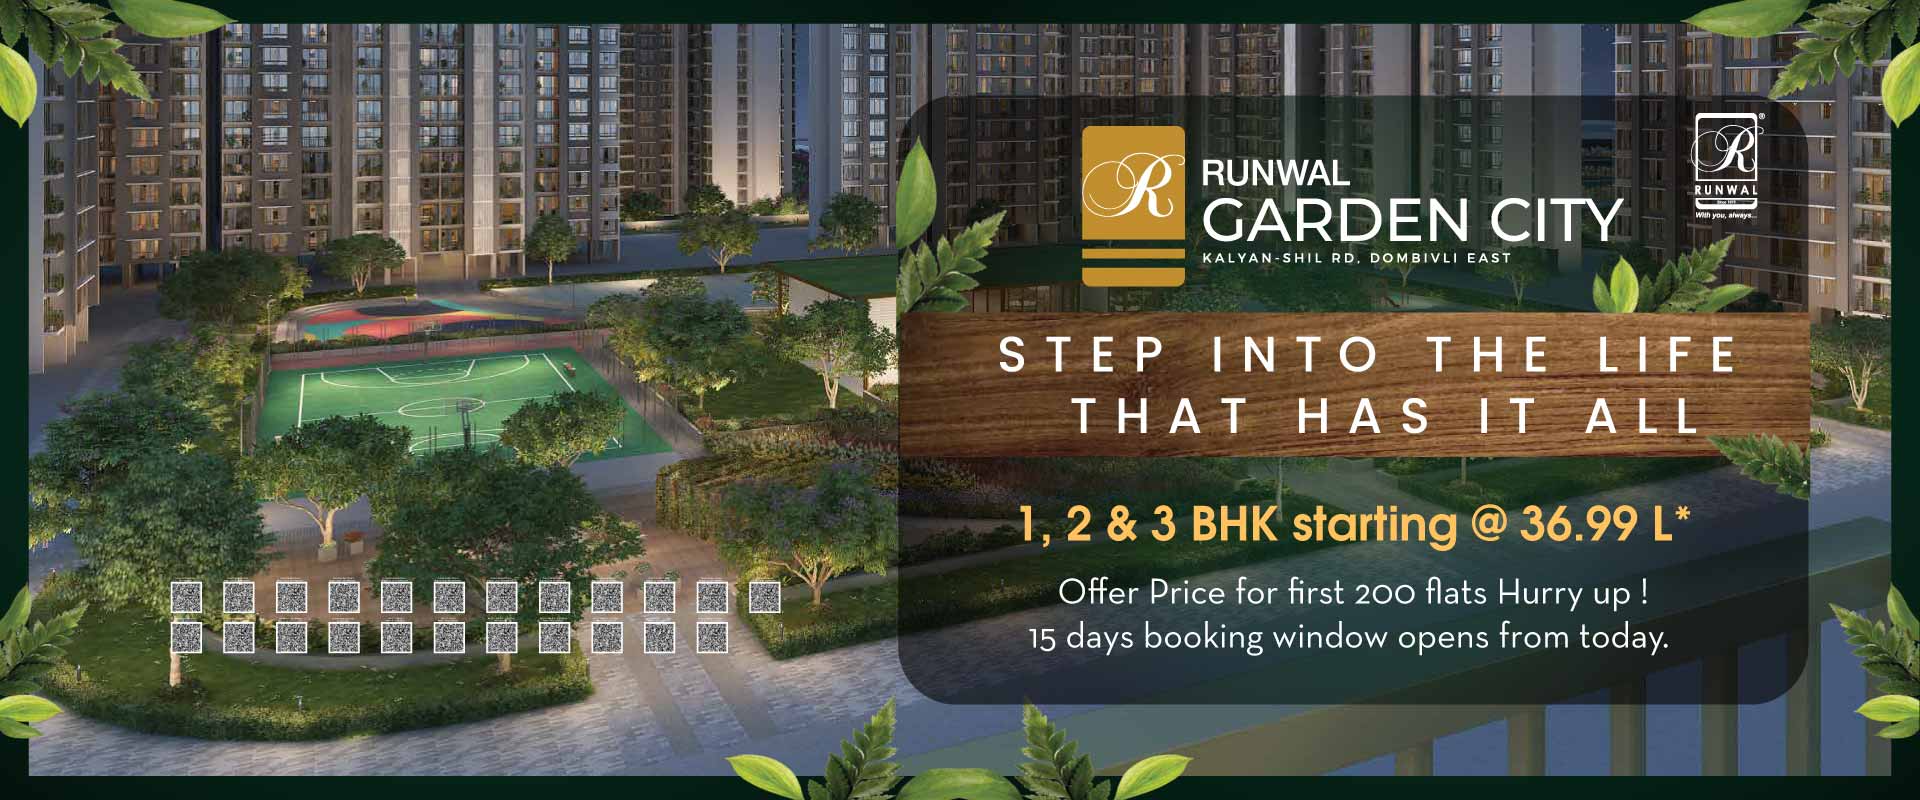 RUNWAL
GARDEN CITY
KALYAN-SHIL RD, DOMBIVLI EAST
R
RUNWAL
Since 1978
With you, always...
STEP INTO THE LIFE
THAT HAS IT ALL
1, 2 & 3 BHK starting @ 36.99 L*
Offer Price for first 200 flats Hurry up !
15 days booking window opens from today.